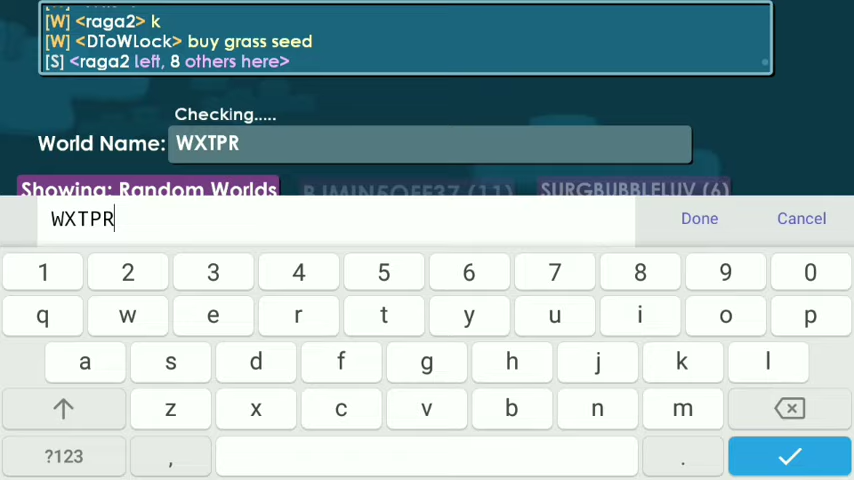 [W] <raga2> k
[W] <DToWLock> buy grass seed
[S] <raga2 left, 8 others here>
Checking.....
World Name: WXTPR
Showing: Random Worlds
SURGBUBBLELUV (6)
WXTPR
Done
Cancel
1 2 3 4 5 6 7 8 9 0
q w e r t y u i o p
a s d f g h j k l
z x c v b n m
?123 , .